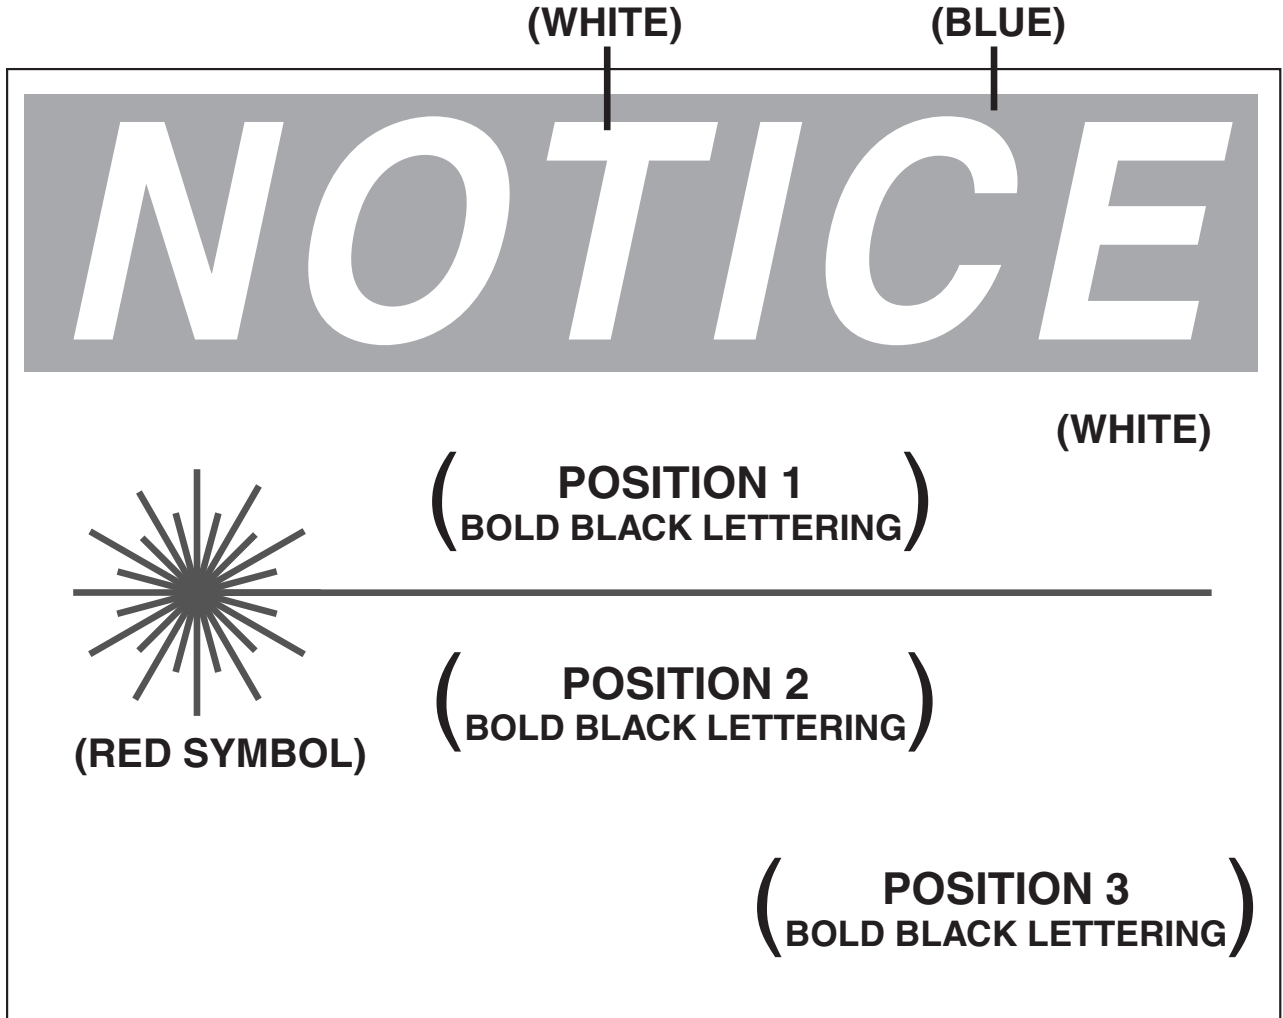 (WHITE) (BLUE)
NOTICE
(WHITE)
(POSITION 1
BOLD BLACK LETTERING)
(POSITION 2
BOLD BLACK LETTERING)
(RED SYMBOL)
(POSITION 3
BOLD BLACK LETTERING)